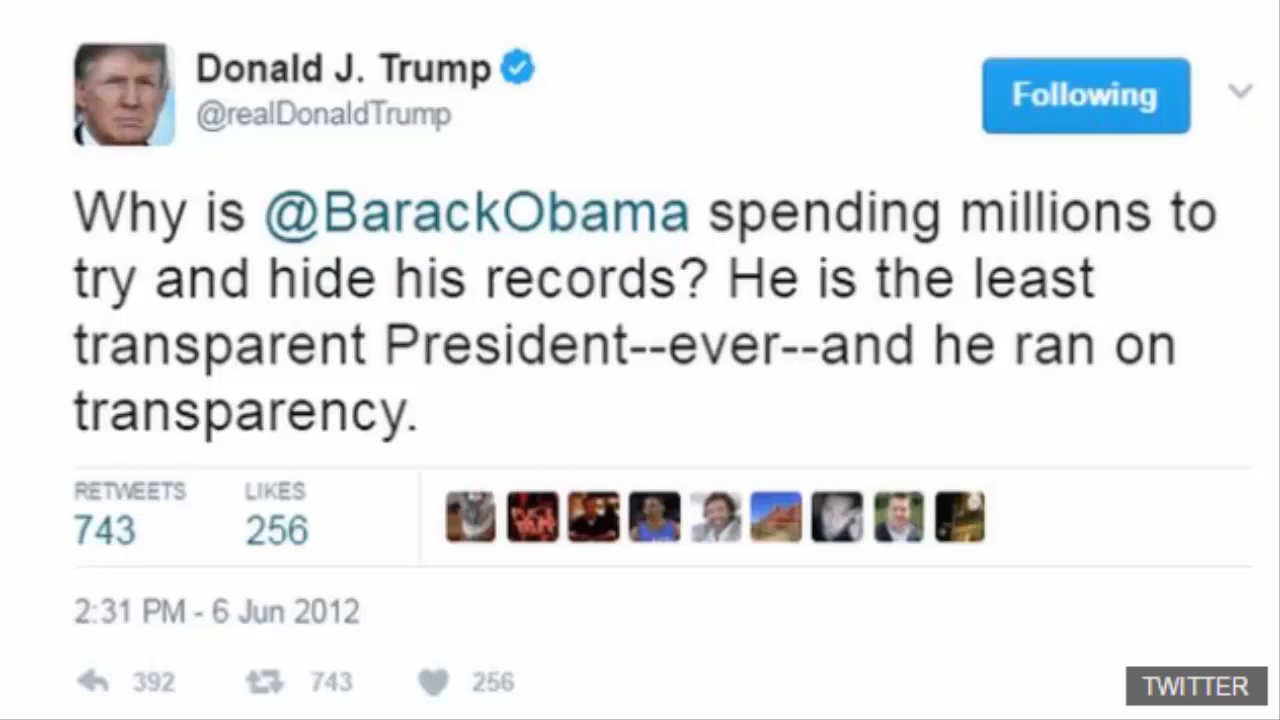 Donald J. Trump
@realDonaldTrump
Following
Why is @BarackObama spending millions to
try and hide his records? He is the least
transparent President--ever--and he ran on
transparency.
RETWEETS LIKES
743 256
2:31 PM - 6 Jun 2012
392 743 256
TWITTER